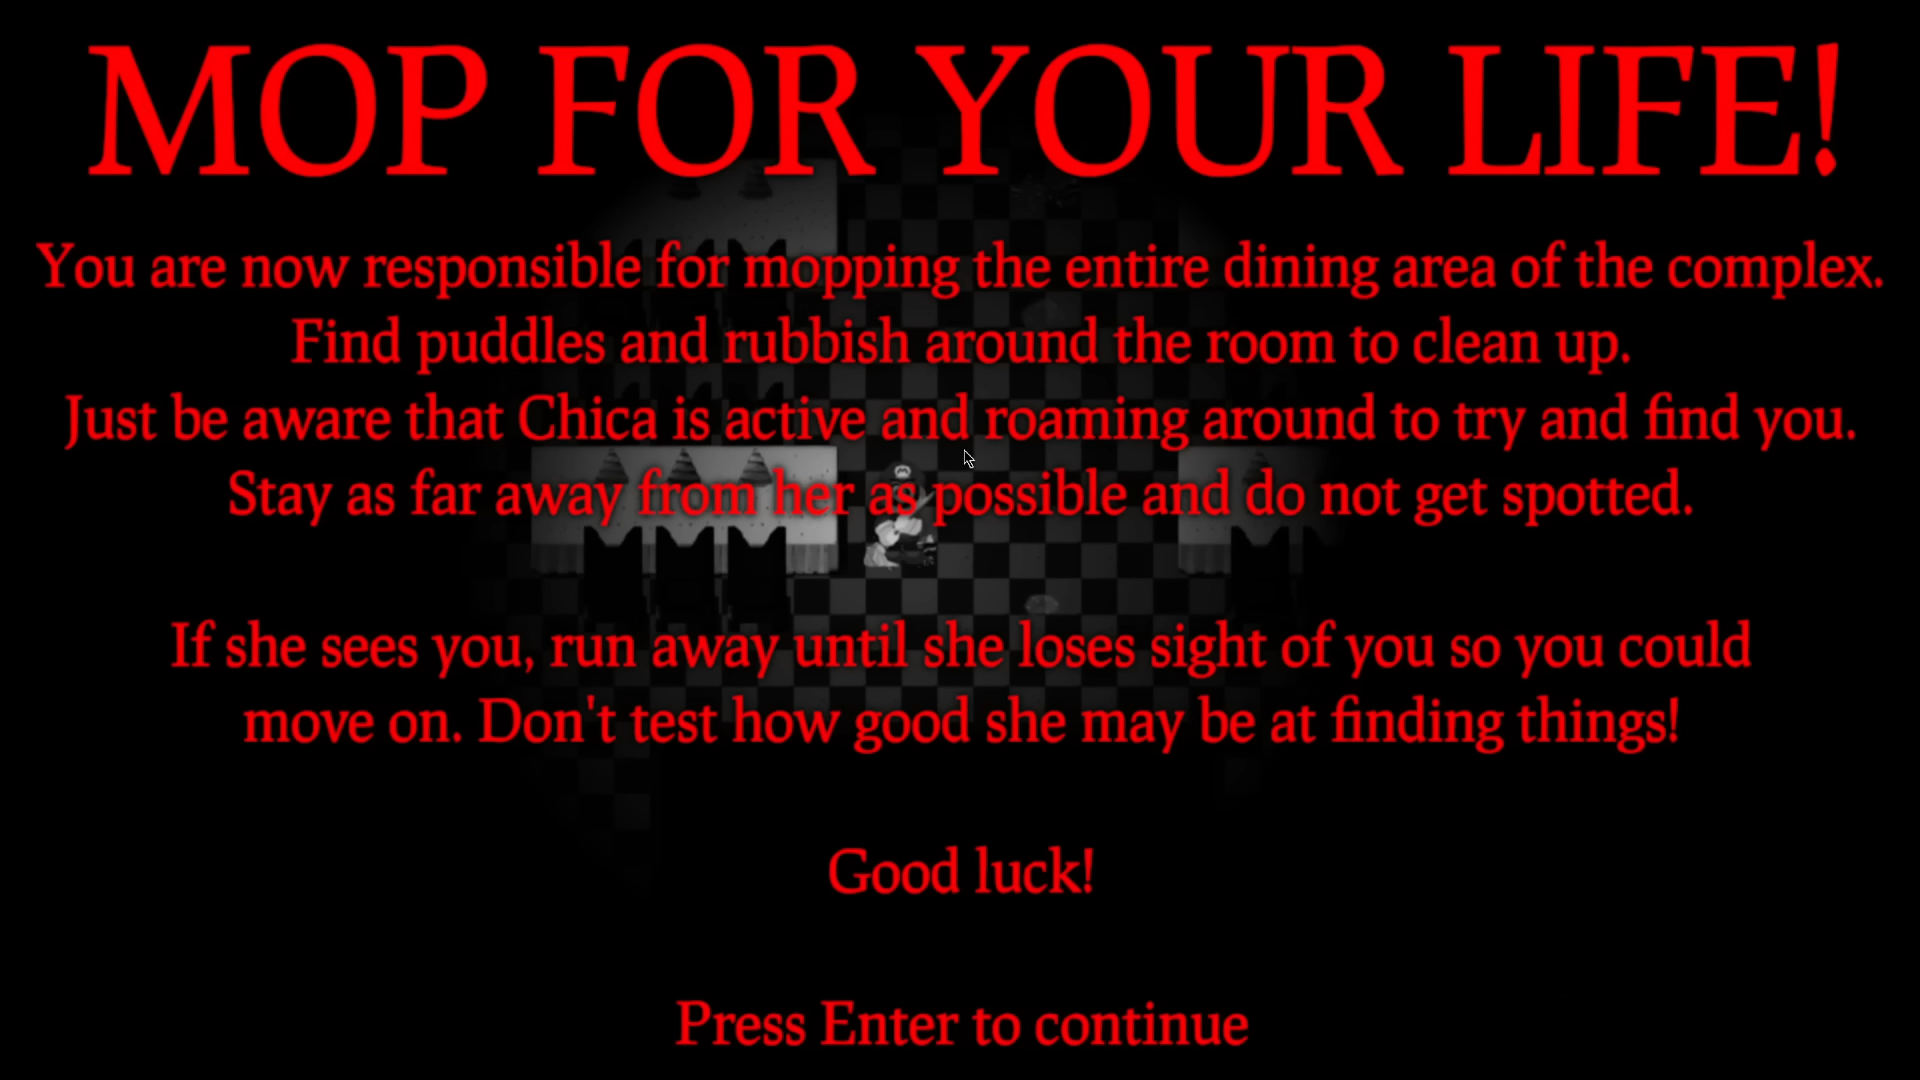 MOP FOR YOUR LIFE!
You are now responsible for mopping the entire dining area of the complex.
Find puddles and rubbish around the room to clean up.
Just be aware that Chica is active and roaming around to try and find you.
Stay as far away from her as possible and do not get spotted.
If she sees you, run away until she loses sight of you so you could
move on. Don't test how good she may be at finding things!
Good luck!
Press Enter to continue